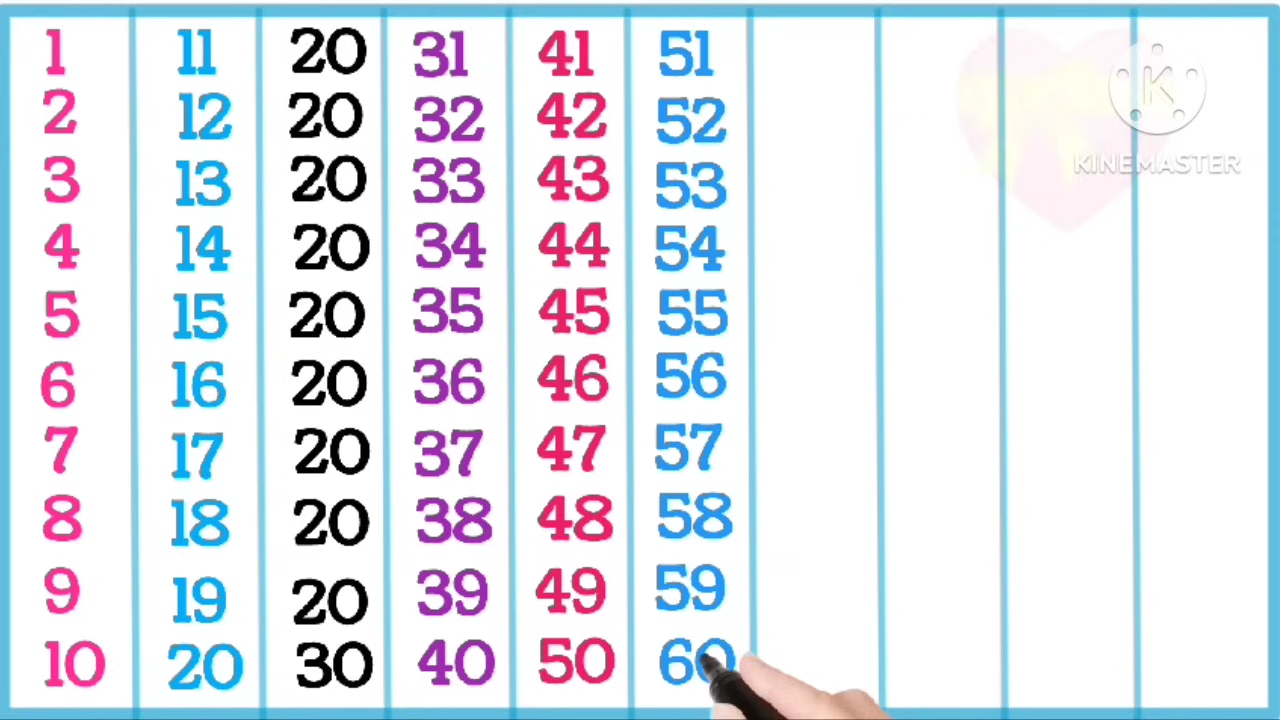 1 11 20 31 41 51
2 12 20 32 42 52
3 13 20 33 43 53
4 14 20 34 44 54
5 15 20 35 45 55
6 16 20 36 46 56
7 17 20 37 47 57
8 18 20 38 48 58
9 19 20 39 49 59
10 20 30 40 50 60
K
KINEMASTER